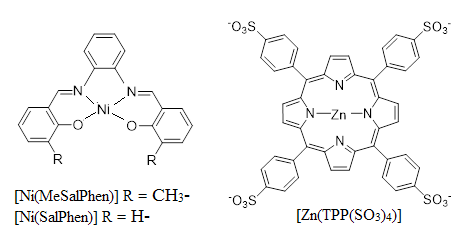 -O₃S
SO₃-
N
N
Ni
O
O
R
R
N
N
Zn
N
N
-O₃S
SO₃-
[Ni(MeSalPhen)] R = CH3-
[Ni(SalPhen)] R = H-
[Zn(TPP(SO3)4)]